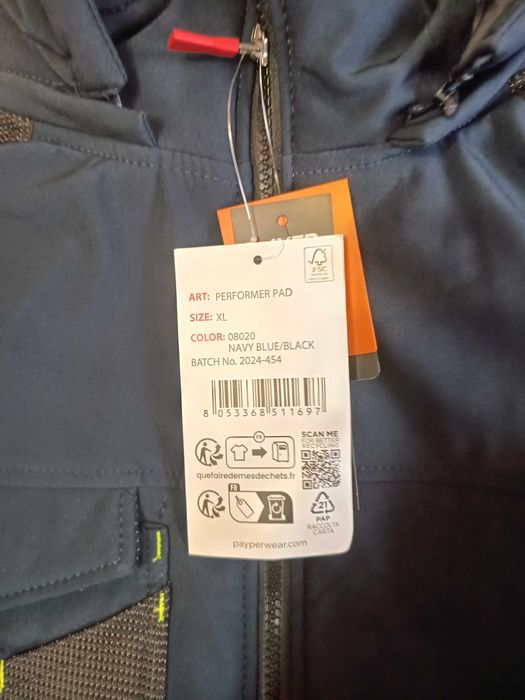 FSC
ART: PERFORMER PAD
SIZE: XL
COLOR: 08020
NAVY BLUE/BLACK
BATCH No. 2024-454
8 053368 511697
FR
SCAN ME
FOR BETTER
RECYCLING
quefairedemesdechets.fr
FR
21
PAP
RACCOLTA
CARTA
payperwear.com